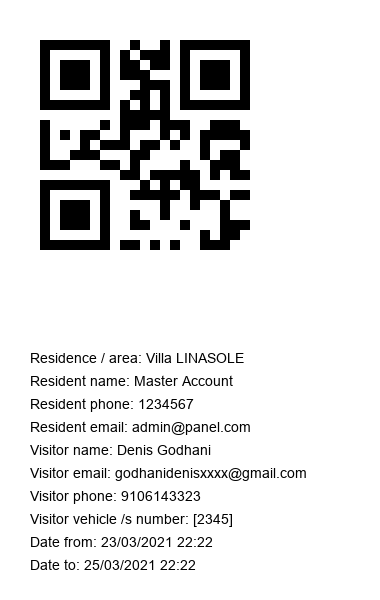 Residence / area: Villa LINASOLE
Resident name: Master Account
Resident phone: 1234567
Resident email: admin@panel.com
Visitor name: Denis Godhani
Visitor email: godhanidenisxxxx@gmail.com
Visitor phone: 9106143323
Visitor vehicle /s number: [2345]
Date from: 23/03/2021 22:22
Date to: 25/03/2021 22:22